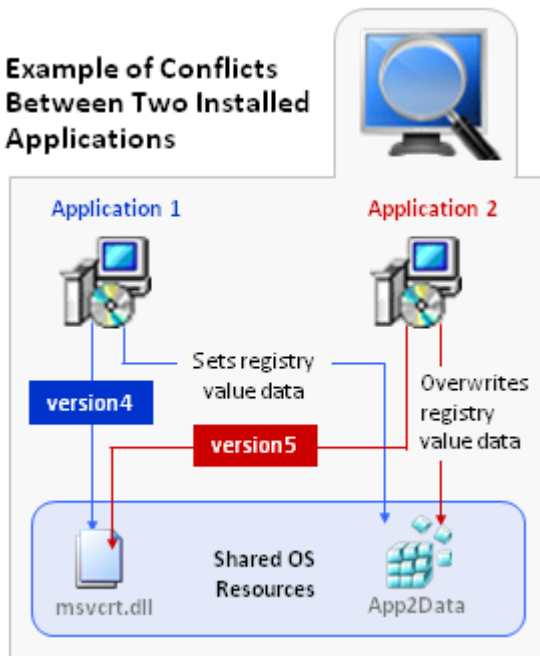 Example of Conflicts
Between Two Installed
Applications
Application 1
Application 2
Sets registry
value data
Overwrites
registry
value data
version4
version5
Shared OS
Resources
msvcrt.dll
App2Data